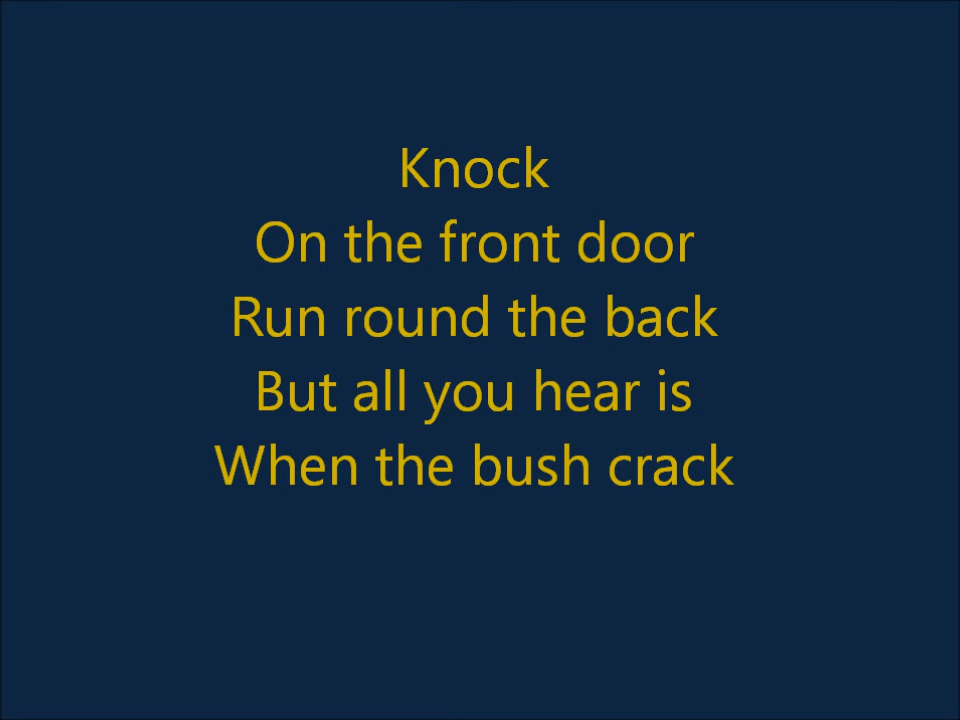 Knock
On the front door
Run round the back
But all you hear is
When the bush crack